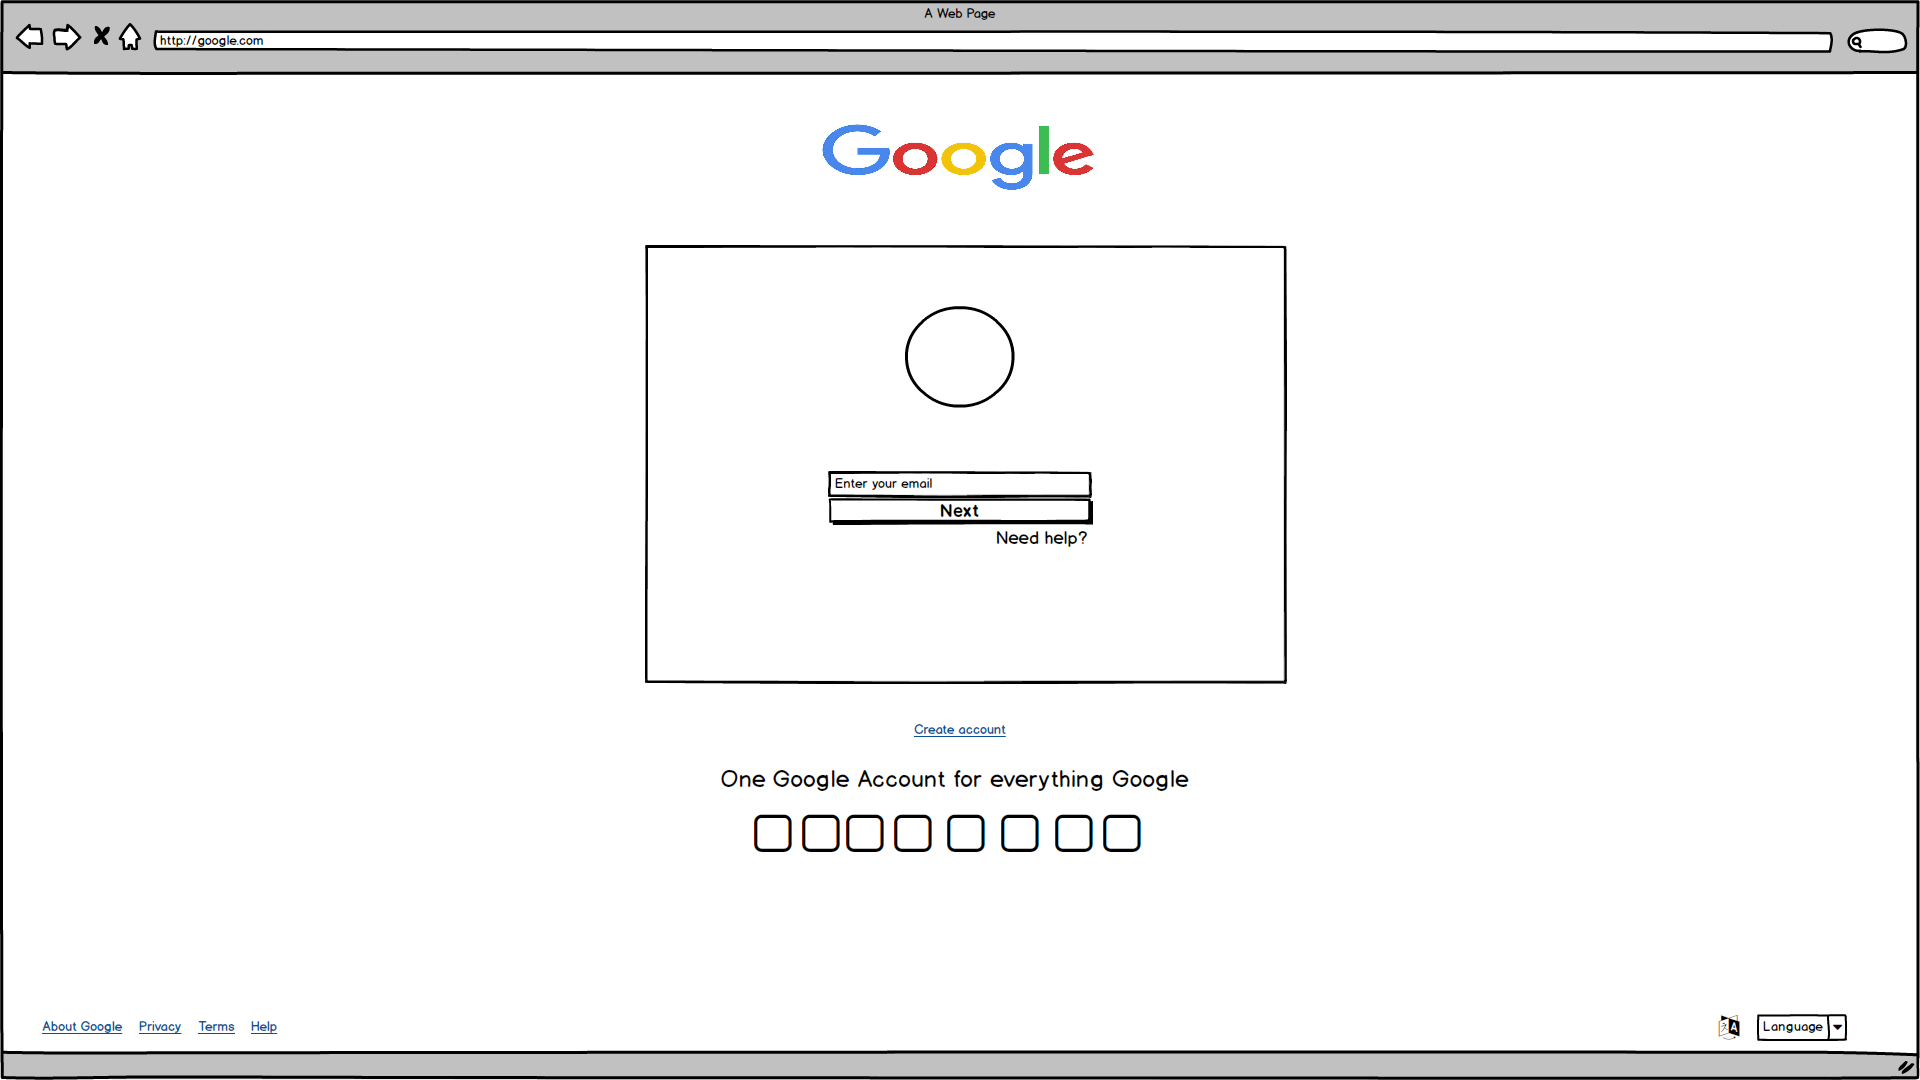 A Web Page
http://google.com
Google
Enter your email
Next
Need help?
Create account
One Google Account for everything Google
About Google Privacy Terms Help
A Language